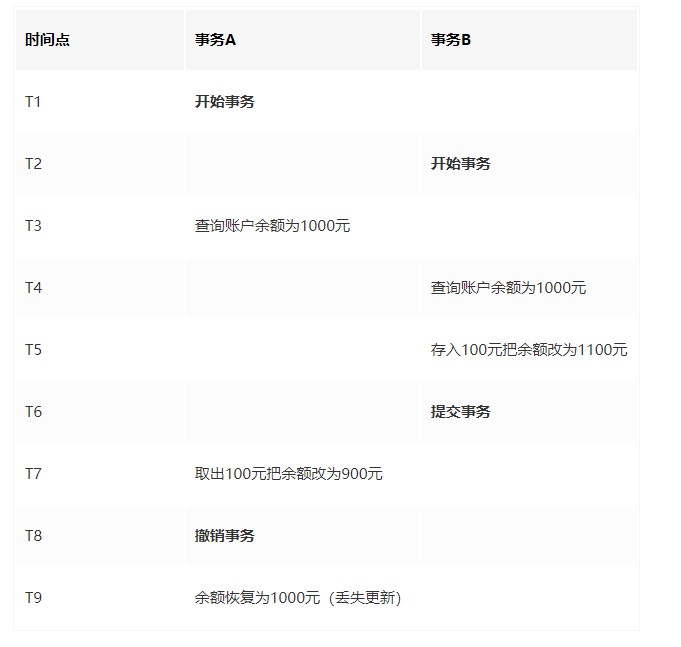 时间点 事务A 事务B
T1 开始事务
T2 开始事务
T3 查询账户余额为1000元
T4 查询账户余额为1000元
T5 存入100元把余额改为1100元
T6 提交事务
T7 取出100元把余额改为900元
T8 撤销事务
T9 余额恢复为1000元（丢失更新）